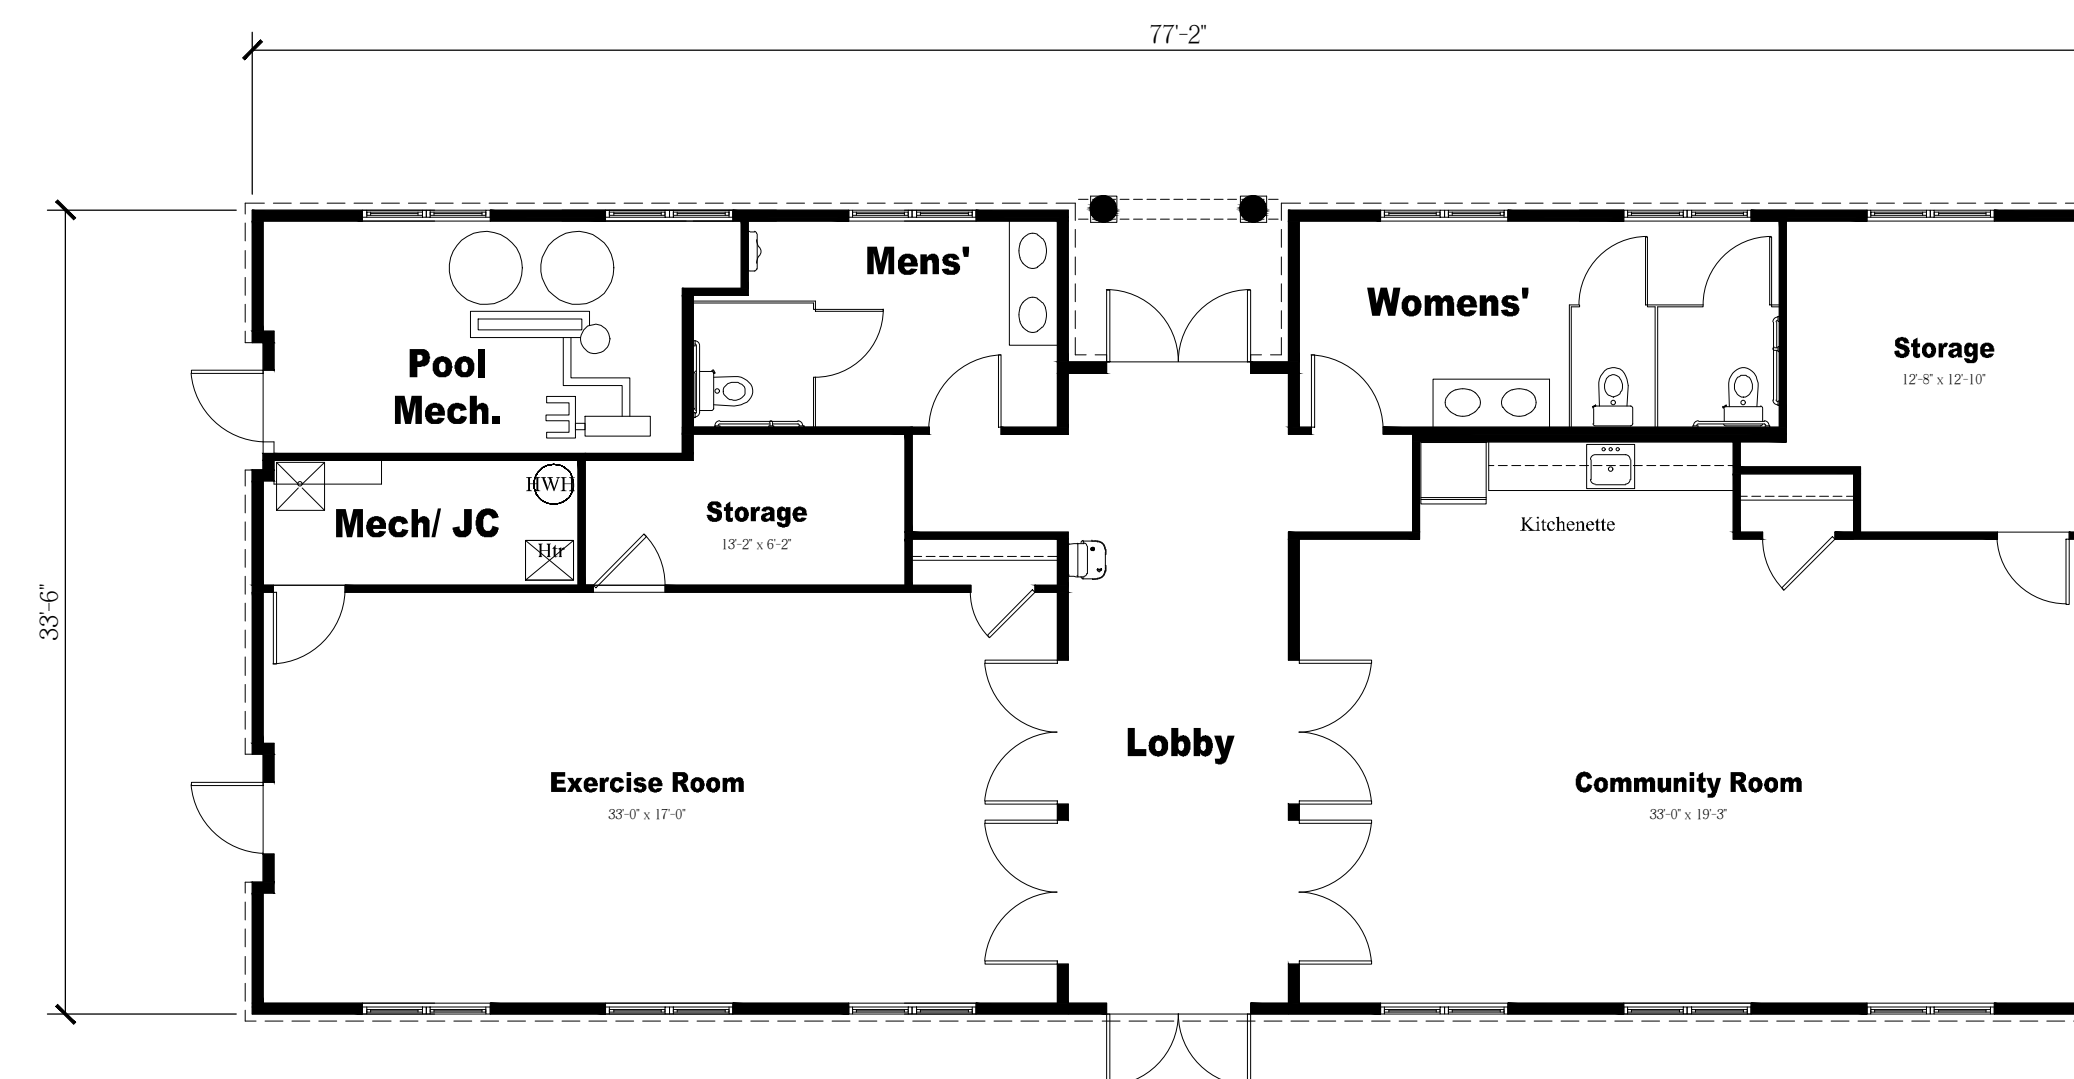 77'-2"
Mens'
Womens'
Pool
Mech.
Storage
12'-8" x 12'-10"
HWH
Mech/ JC
Htr
Storage
13'-2" x 6'-2"
Kitchenette
33'-6"
Lobby
Exercise Room
33'-0" x 17'-0"
Community Room
33'-0" x 19'-3"